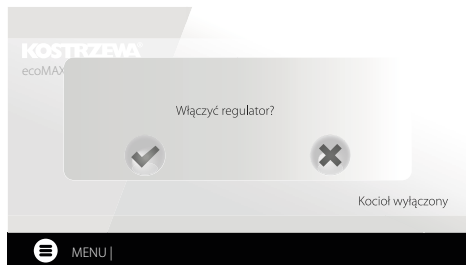 KOSTRZEWA
ecoMAX
Włączyć regulator?
Kocioł wyłączony
MENU |